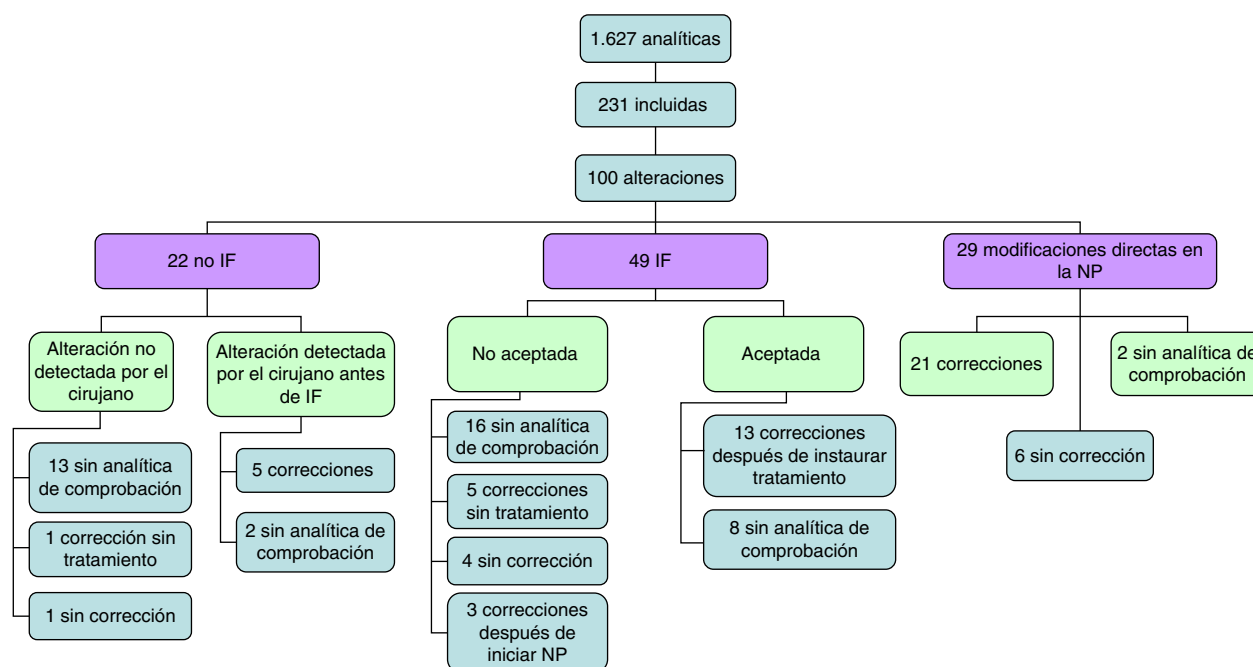 1.627 analíticas
231 incluidas
100 alteraciones
22 no IF
49 IF
29 modificaciones directas en
la NP
Alteración no
detectada por el
cirujano
Alteración detectada
por el cirujano antes
de IF
No aceptada
Aceptada
21 correcciones
2 sin analítica de
comprobación
13 sin analítica
de comprobación
1 corrección sin
tratamiento
1 sin corrección
5 correcciones
2 sin analítica de
comprobación
16 sin analítica
de comprobación
5 correcciones
sin tratamiento
4 sin corrección
3 correcciones
después de
iniciar NP
13 correcciones
después de instaurar
tratamiento
8 sin analítica de
comprobación
6 sin corrección